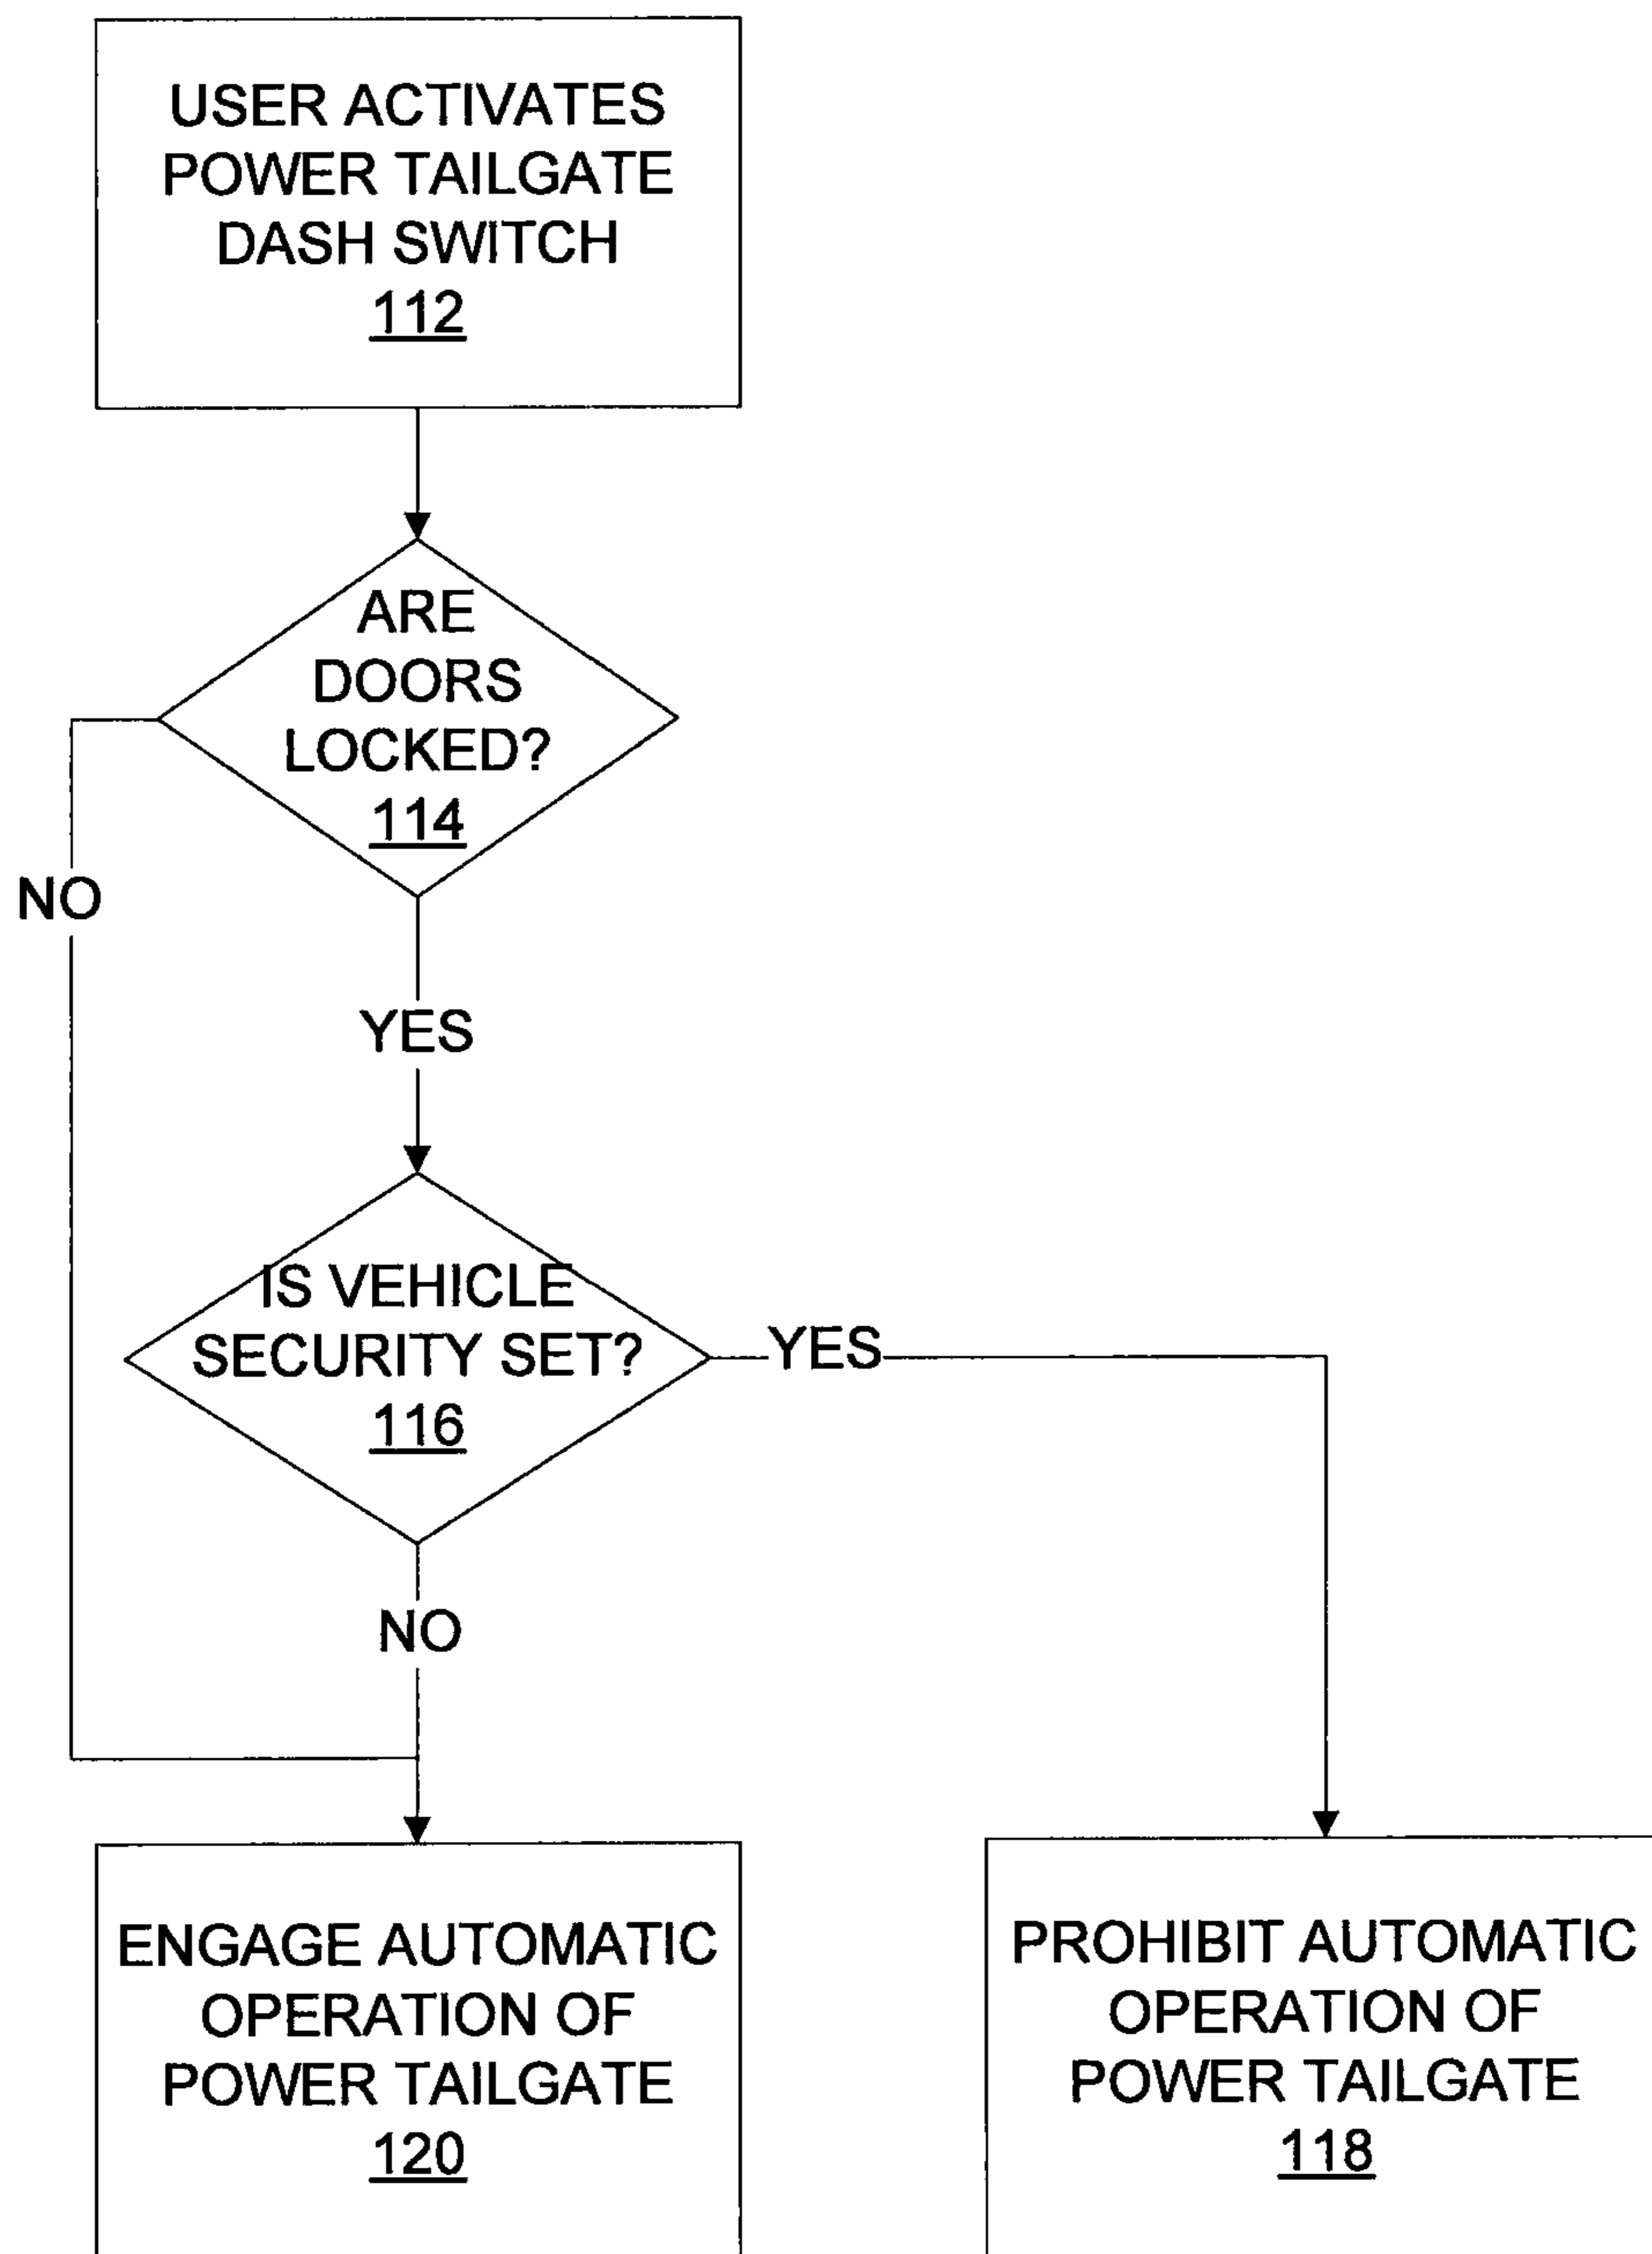 USER ACTIVATES
POWER TAILGATE
DASH SWITCH
112
ARE
DOORS
LOCKED?
114
NO
YES
IS VEHICLE
SECURITY SET?
116
YES
NO
ENGAGE AUTOMATIC
OPERATION OF
POWER TAILGATE
120
PROHIBIT AUTOMATIC
OPERATION OF
POWER TAILGATE
118